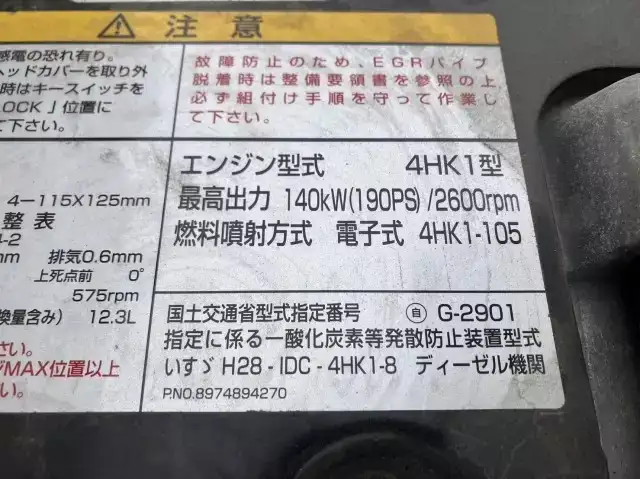 ⚠注意
感電の恐れ有り。
ヘッドカバーを取り外
時はキースイッチを
LOCK」位置に
て下さい。
故障防止のため、EGRパイプ
脱着時は整備要領書を参照の上
必ず組付け手順を守って作業し
て下さい。
4-115X125mm
整表
-2
mm 排気0.6mm
上死点前 0°
575rpm
換量含み) 12.3L
さい。
MAX位置以上
ださい。
エンジン型式 4HK1型
最高出力 140kW(190PS)/2600rpm
燃料噴射方式 電子式 4HK1-105
国土交通省型式指定番号 自 G-2901
指定に係る一酸化炭素等発散防止装置型式
いすゞH28-IDC-4HK1-8 ディーゼル機関
P.NO.8974894270